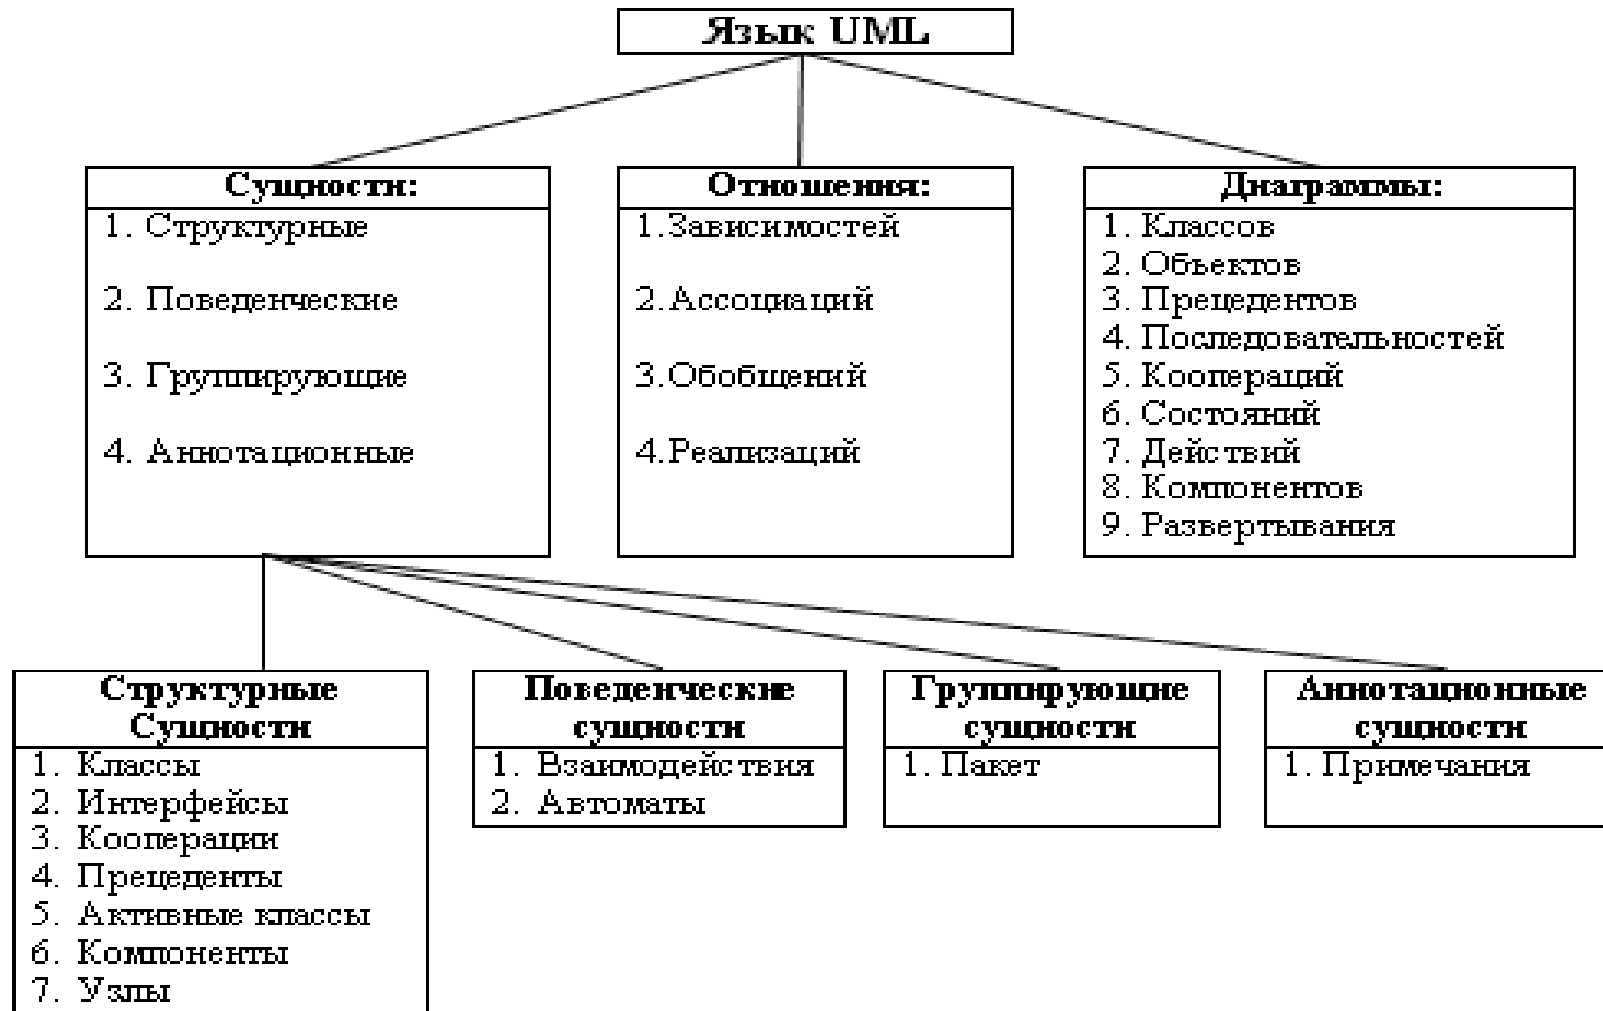 Язык UML
Сущности:
1. Структурные
2. Поведенческие
3. Группирующие
4. Аннотационные
Отношения:
1.Зависимостей
2.Ассоциаций
3.Обобщений
4.Реализаций
Диаграммы:
1. Классов
2. Объектов
3. Прецедентов
4. Последовательностей
5. Коопераций
6. Состояний
7. Действий
8. Компонентов
9. Развертывания
Структурные
Сущности
1. Классы
2. Интерфейсы
3. Кооперации
4. Прецеденты
5. Активные классы
6. Компоненты
7. Узлы
Поведенческие
сущности
1. Взаимодействия
2. Автоматы
Группирующие
сущности
1. Пакет
Аннотационные
сущности
1. Примечания